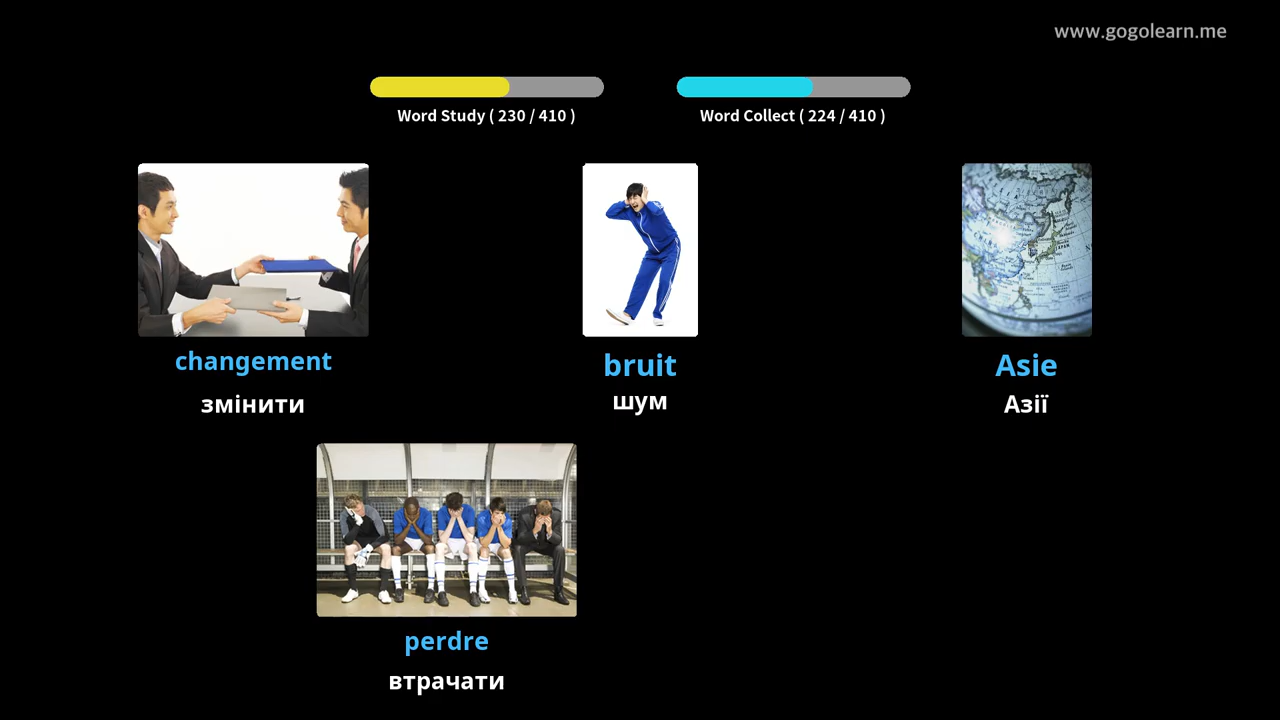 www.gogolearn.me
Word Study ( 230 / 410 )
Word Collect ( 224 / 410 )
changement
змінити
bruit
шум
Asie
Азії
perdre
втрачати